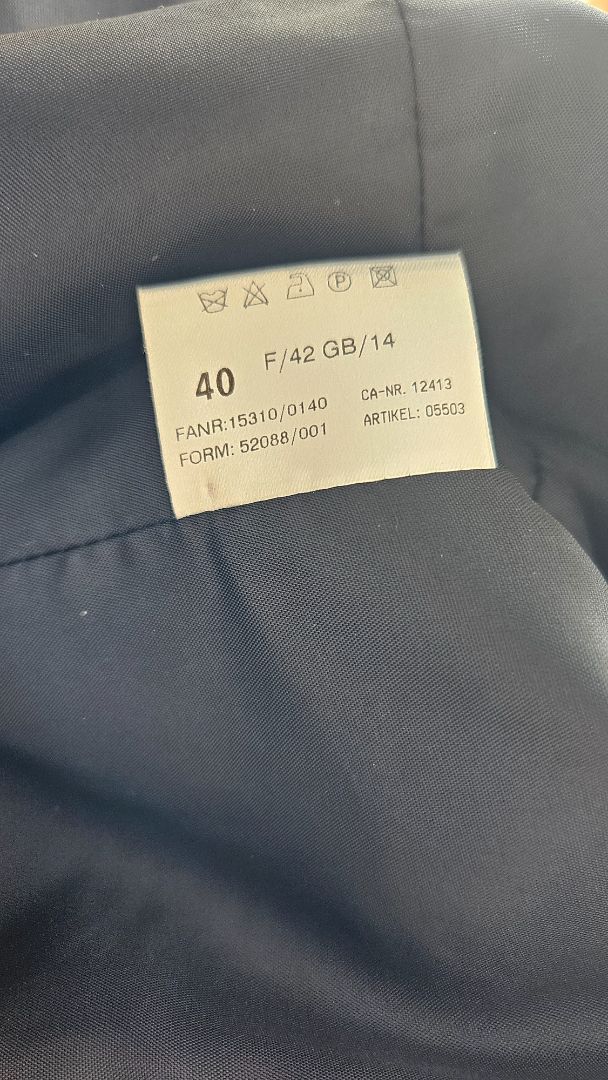 P
40 F/42 GB/14
FANR:15310/0140 CA-NR. 12413
FORM: 52088/001 ARTIKEL: 05503